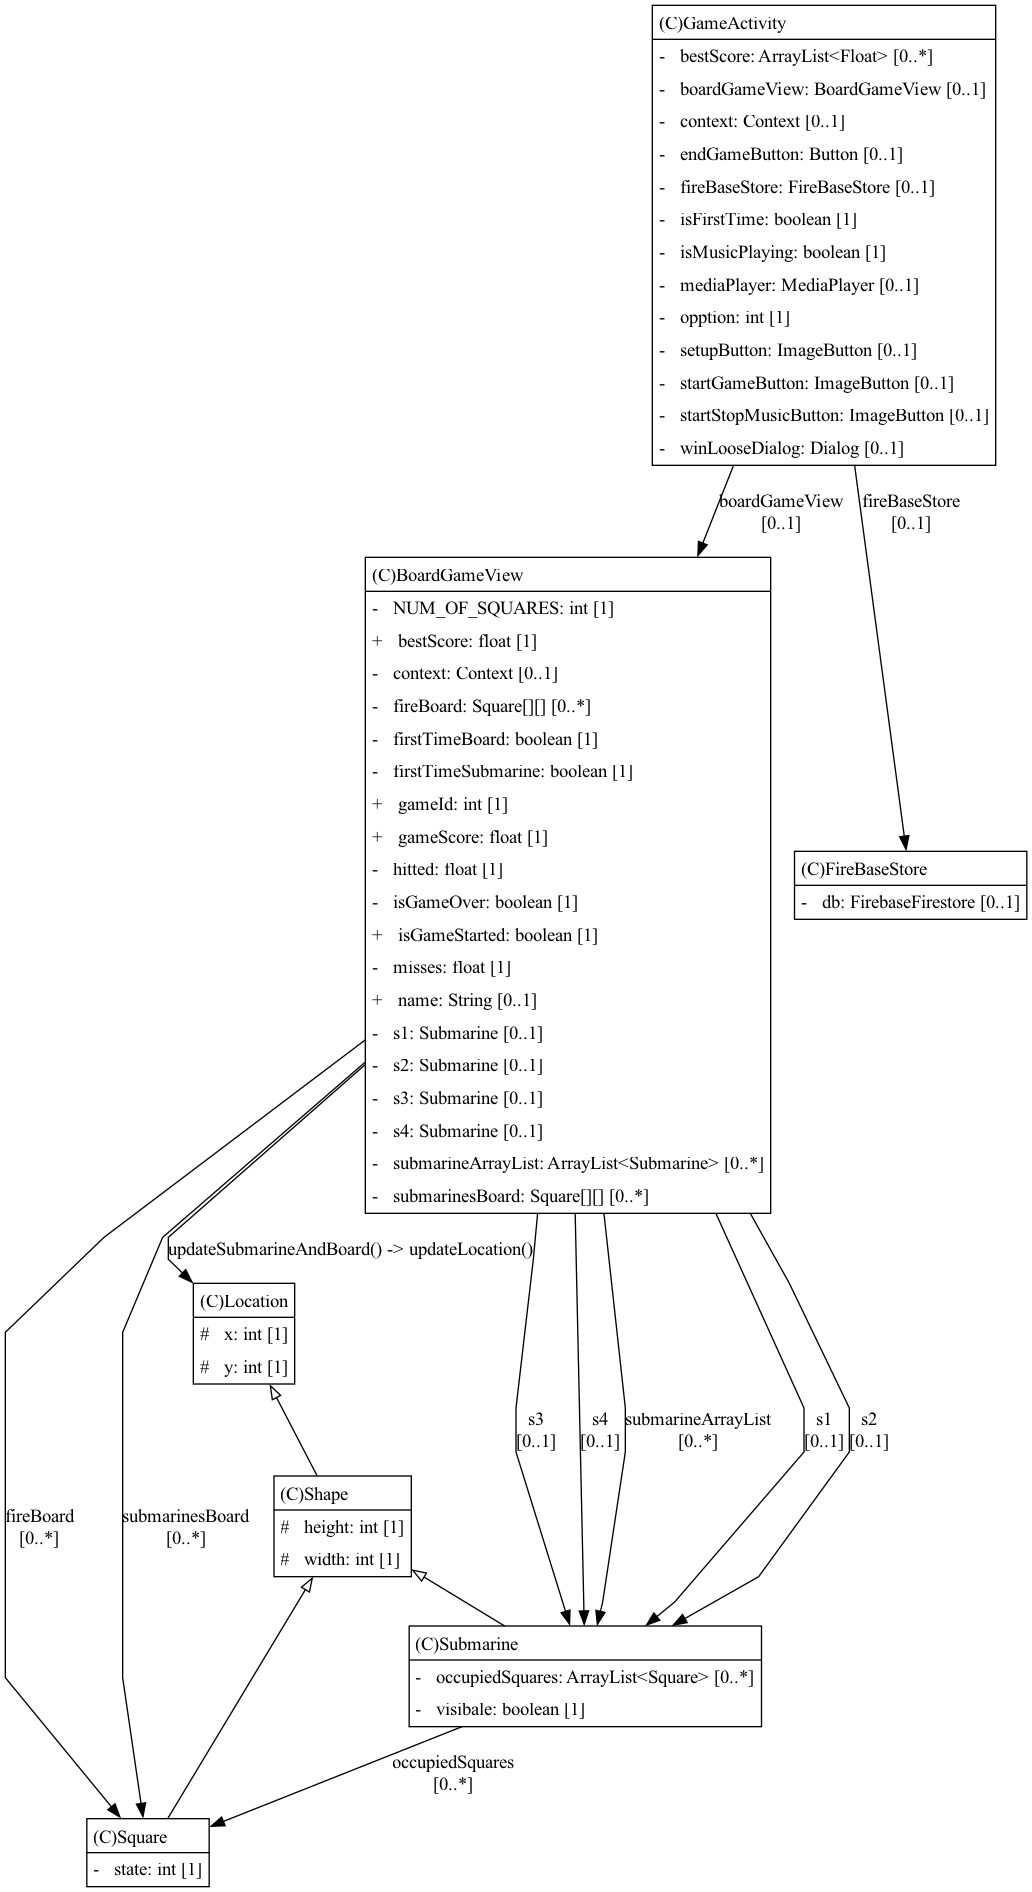 (C)GameActivity
- bestScore: ArrayList<Float> [0..*]
- boardGameView: BoardGameView [0..1]
- context: Context [0..1]
- endGameButton: Button [0..1]
- fireBaseStore: FireBaseStore [0..1]
- isFirstTime: boolean [1]
- isMusicPlaying: boolean [1]
- mediaPlayer: MediaPlayer [0..1]
- opption: int [1]
- setupButton: ImageButton [0..1]
- startGameButton: ImageButton [0..1]
- startStopMusicButton: ImageButton [0..1]
- winLooseDialog: Dialog [0..1]
boardGameView
[0..1]
fireBaseStore
[0..1]
(C)BoardGameView
- NUM_OF_SQUARES: int [1]
+ bestScore: float [1]
- context: Context [0..1]
- fireBoard: Square[][] [0..*]
- firstTimeBoard: boolean [1]
- firstTimeSubmarine: boolean [1]
+ gameId: int [1]
+ gameScore: float [1]
- hitted: float [1]
- isGameOver: boolean [1]
+ isGameStarted: boolean [1]
- misses: float [1]
+ name: String [0..1]
- s1: Submarine [0..1]
- s2: Submarine [0..1]
- s3: Submarine [0..1]
- s4: Submarine [0..1]
- submarineArrayList: ArrayList<Submarine> [0..*]
- submarinesBoard: Square[][] [0..*]
(C)FireBaseStore
- db: FirebaseFirestore [0..1]
updateSubmarineAndBoard() -> updateLocation()
(C)Location
# x: int [1]
# y: int [1]
s3
[0..1]
s4
[0..1]
submarineArrayList
[0..*]
s1
[0..1]
s2
[0..1]
(C)Shape
# height: int [1]
# width: int [1]
fireBoard
[0..*]
submarinesBoard
[0..*]
(C)Submarine
- occupiedSquares: ArrayList<Square> [0..*]
- visibale: boolean [1]
occupiedSquares
[0..*]
(C)Square
- state: int [1]